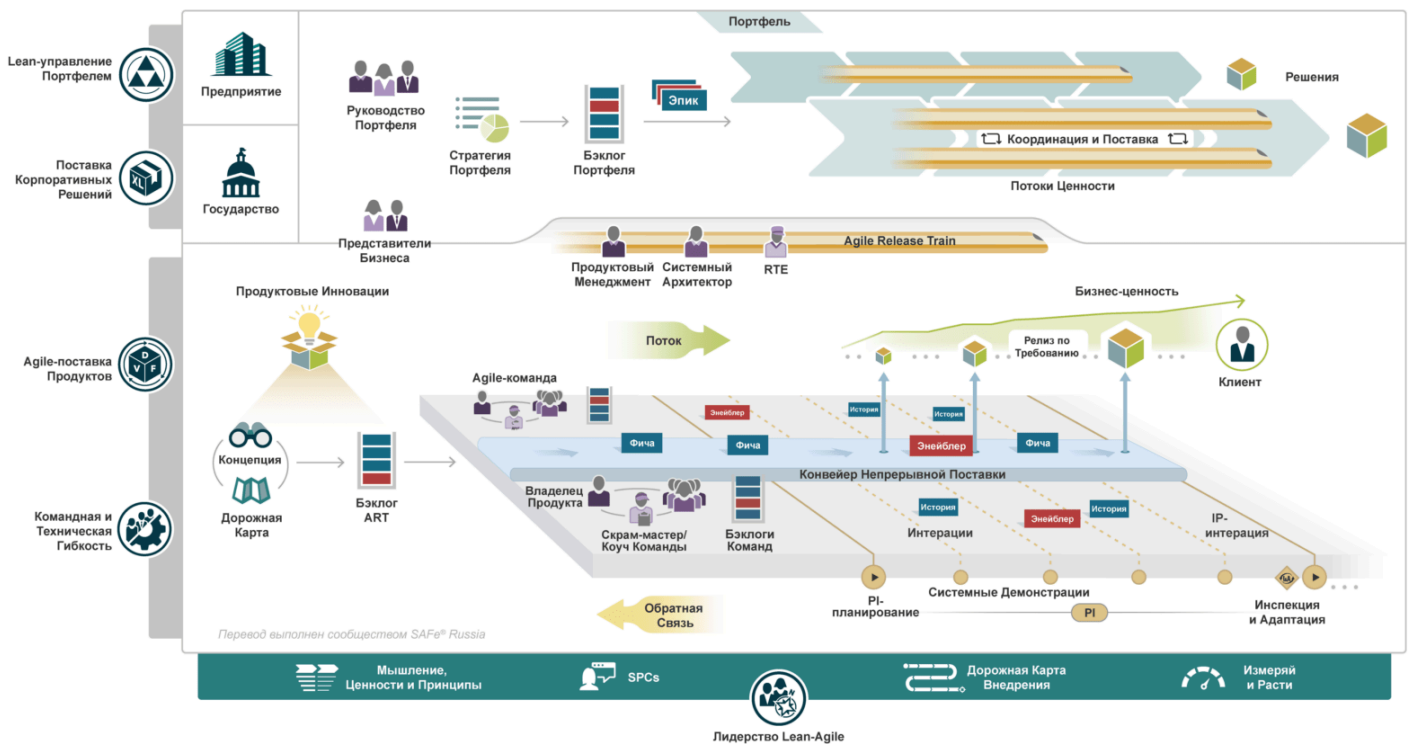 Портфель
Lean-управление
Портфелем
Предприятие
Руководство
Портфеля
Стратегия
Портфеля
Бэклог
Портфеля
Эпик
Решения
Координация и Поставка
Потоки Ценности
Поставка
Корпоративных
Решений
XL
Государство
Представители
Бизнеса
Agile Release Train
Продуктовый
Менеджмент
Системный
Архитектор
RTE
Продуктовые Инновации
Бизнес-ценность
Поток
Релиз по
Требованию
Клиент
Agile-поставка
Продуктов
D
V F
Agile-команда
Энейблер
История
История
Фича
Фича
Энейблер
Фича
Концепция
Дорожная
Карта
Бэклог
ART
Конвейер Непрерывной Поставки
Владелец
Продукта
Скрам-мастер/
Коуч Команды
Бэклоги
Команд
История
Интерации
Энейблер
История
IP-
интерация
Командная и
Техническая
Гибкость
PI-
планирование
Системные Демонстрации
PI
Инспекция
и Адаптация
Обратная
Связь
Перевод выполнен сообществом SAFe® Russia
Мышление,
Ценности и Принципы
SPCs
Дорожная Карта
Внедрения
Измеряй
и Расти
N
Лидерство Lean-Agile